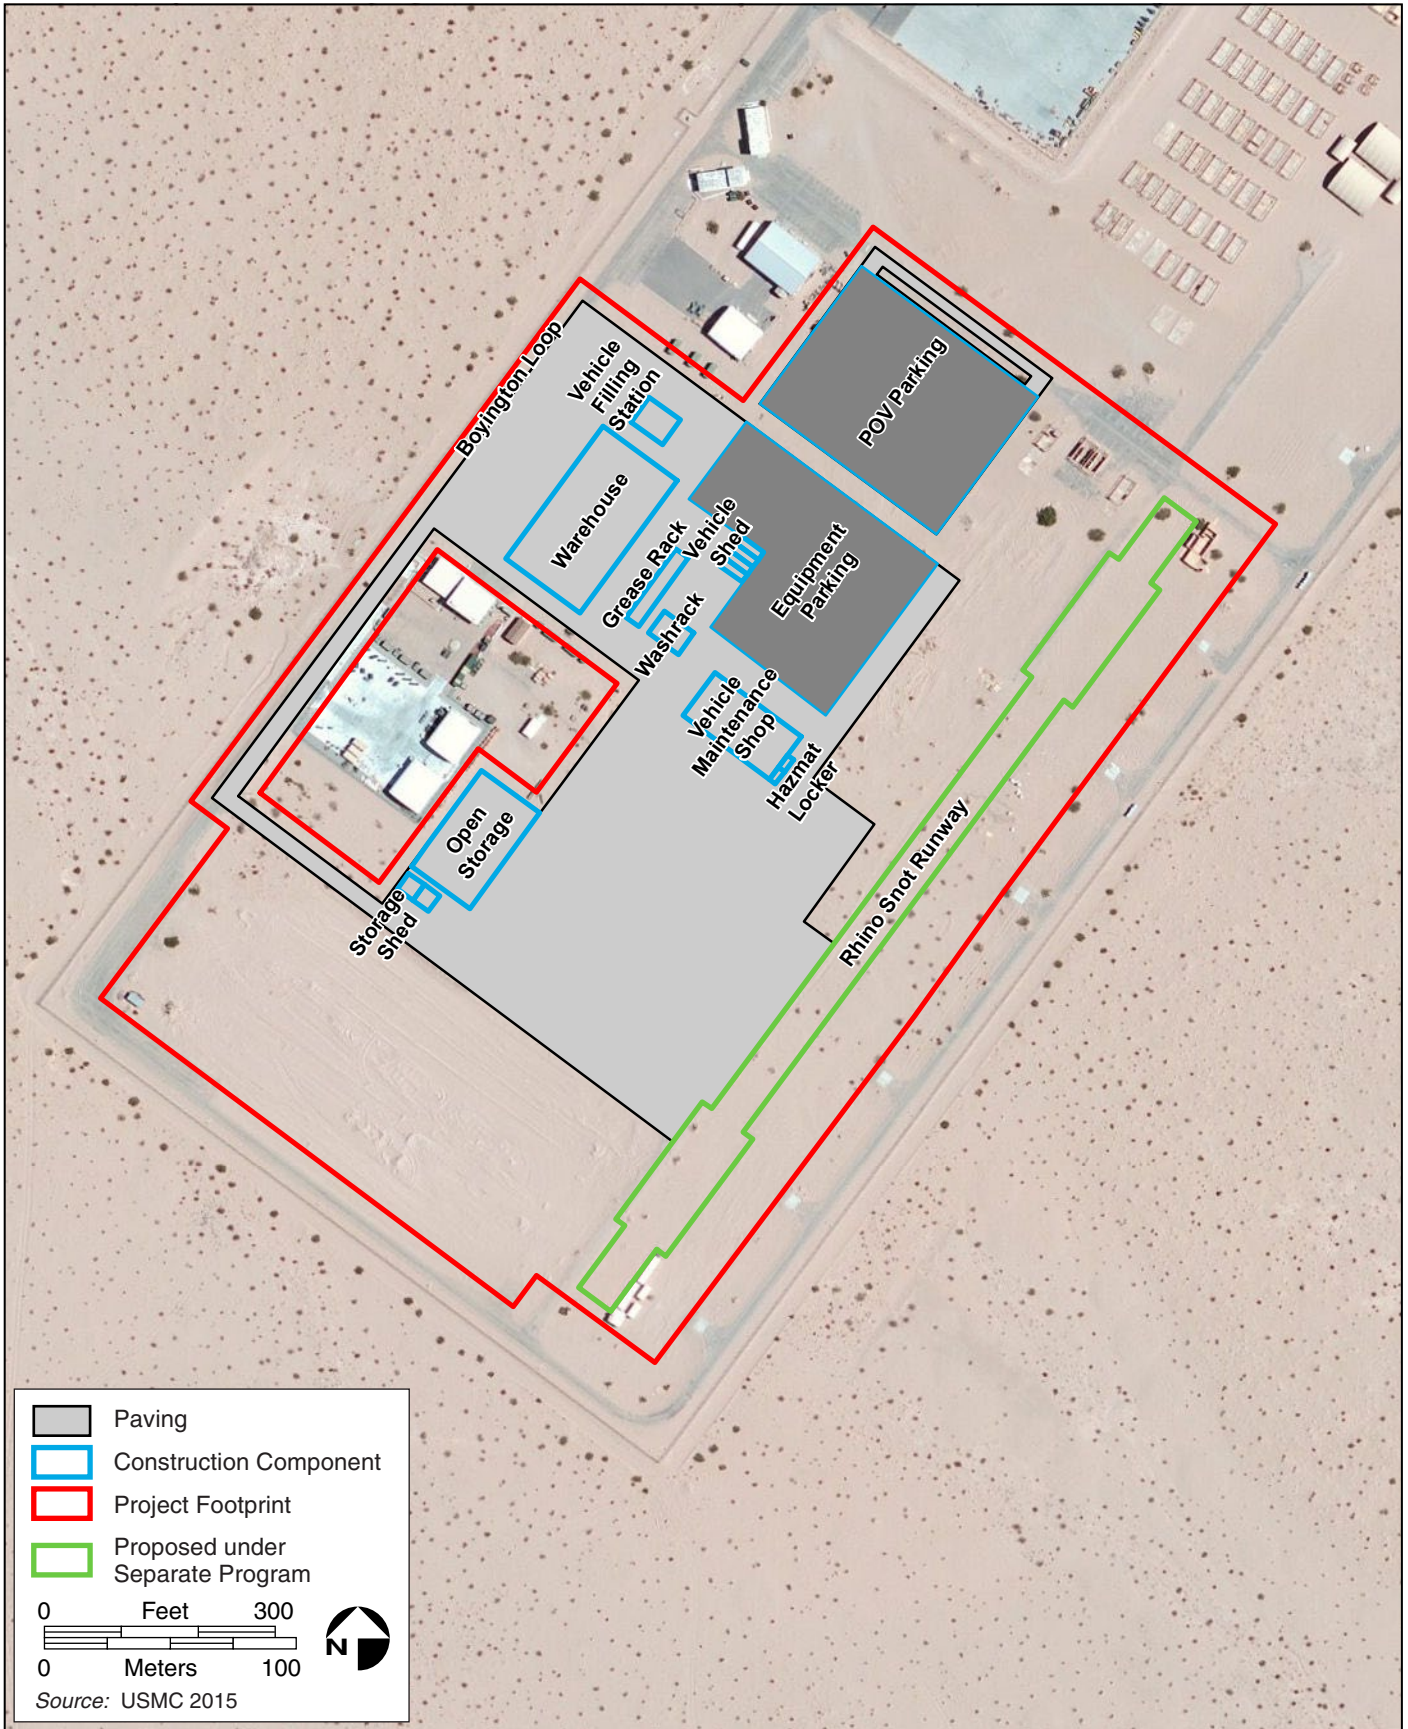 Boyington Loop
Vehicle
Filling
Station
POV Parking
Warehouse
Grease Rack
Vehicle
Shed
Equipment
Parking
Washrack
Vehicle
Maintenance
Shop
Hazmat
Locker
Open
Storage
Storage
Shed
Rhino Snot Runway
Paving
Construction Component
Project Footprint
Proposed under
Separate Program
0 Feet 300
N
0 Meters 100
Source: USMC 2015